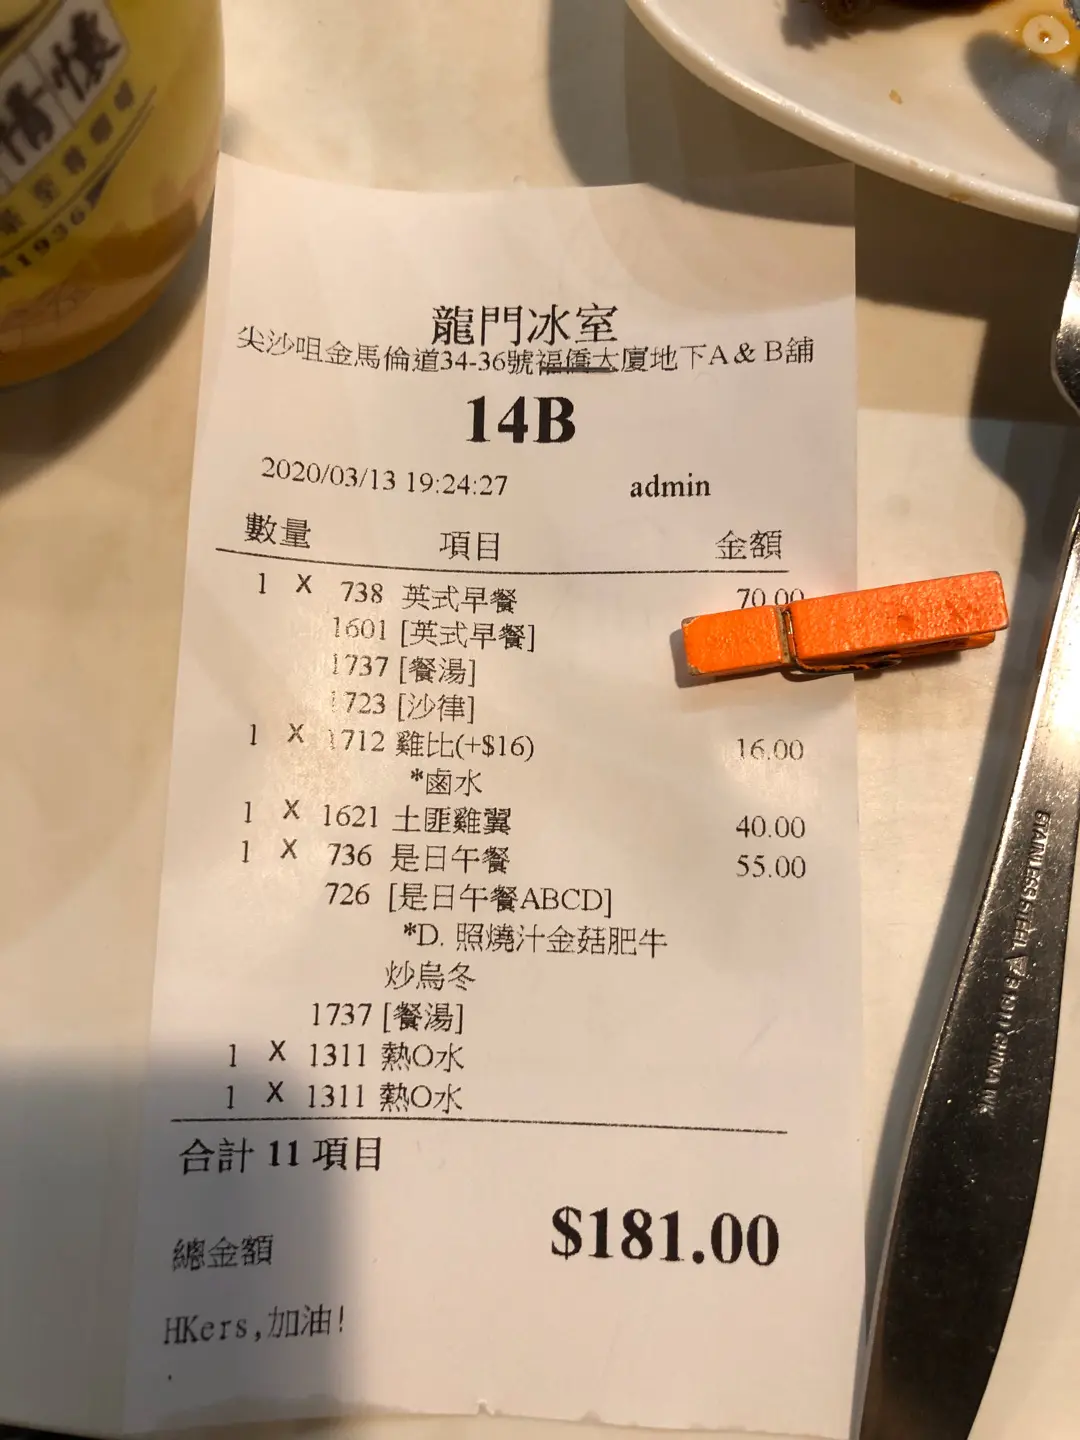 情懷
1936
龍門冰室
尖沙咀金馬倫道34-36號福僑大廈地下A & B舖
14B
2020/03/13 19:24:27 admin
數量 項目 金額
1 X 738 英式早餐 70.00
1601 [英式早餐]
1737 [餐湯]
1723 [沙律]
1 X 1712 雞比(+$16) 16.00
*鹵水
1 X 1621 土匪雞翼 40.00
1 X 736 是日午餐 55.00
726 [是日午餐ABCD]
*D. 照燒汁金菇肥牛
炒烏冬
1737 [餐湯]
1 X 1311 熱O水
1 X 1311 熱O水
合計 11 項目
總金額 $181.00
HKers,加油!
STAINLESS STEEL
CHINA